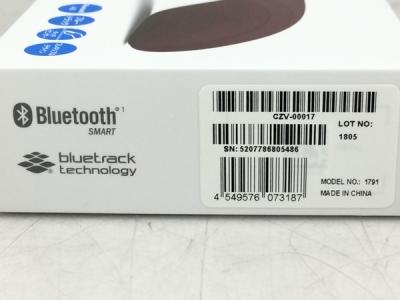 Bluetooth®1
SMART
bluetrack
technology
CZV-00017
LOT NO:
1805
SN: 5207786805486
MODEL NO.: 1791
MADE IN CHINA
4 549576 073187